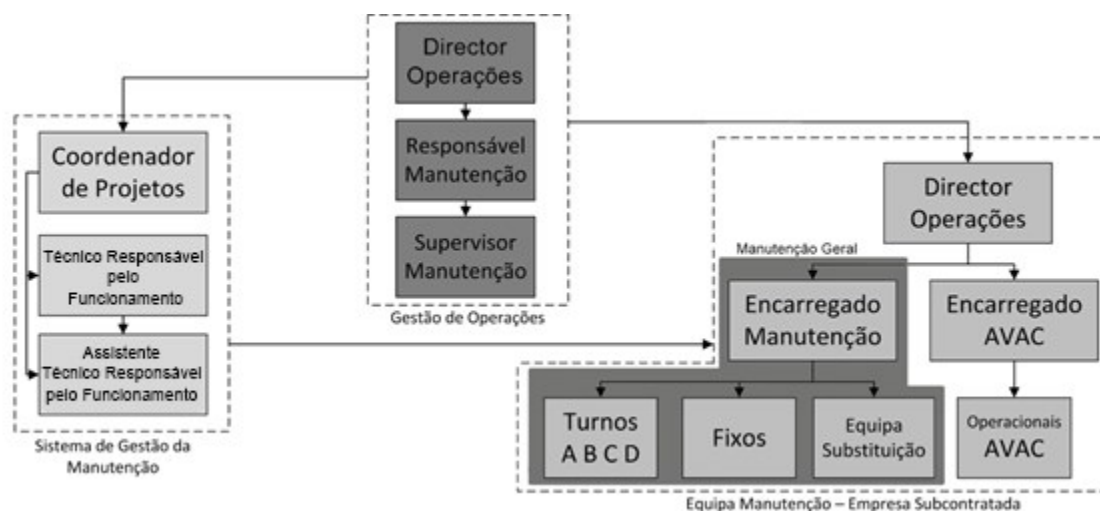 Director
Operações
Responsável
Manutenção
Supervisor
Manutenção
Gestão de Operações
Coordenador
de Projetos
Técnico Responsável
pelo
Funcionamento
Assistente
Técnico Responsável
pelo Funcionamento
Sistema de Gestão da
Manutenção
Director
Operações
Manutenção Geral
Encarregado
Manutenção
Encarregado
AVAC
Turnos
A B C D
Fixos
Equipa
Substituição
Operacionais
AVAC
Equipa Manutenção – Empresa Subcontratada